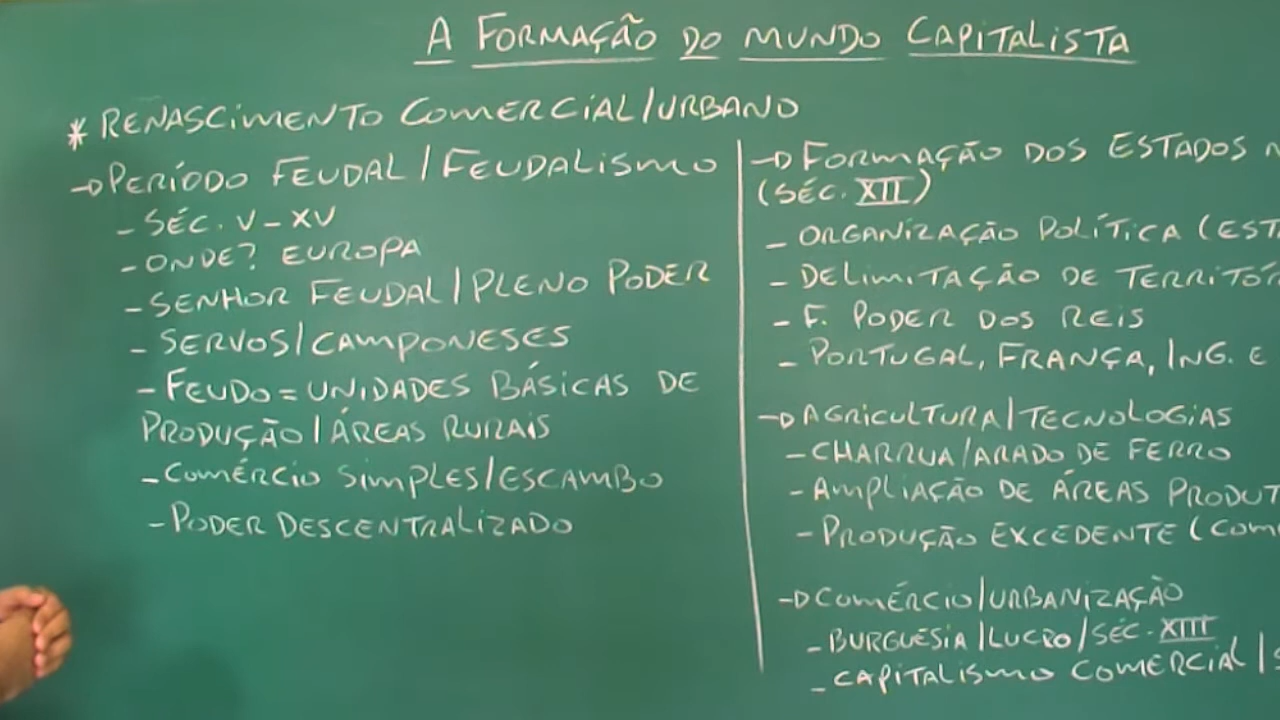 A FORMAÇÃO DO MUNDO CAPITALISTA
* RENASCIMENTO COMERCIAL/URBANO
→ PERÍODO FEUDAL/FEUDALISMO
- SÉC. V - XV
- ONDE? EUROPA
- SENHOR FEUDAL/PLENO PODER
- SERVOS/CAMPONESES
- FEUDO = UNIDADES BÁSICAS DE
PRODUÇÃO/ÁREAS RURAIS
- COMÉRCIO SIMPLES/ESCAMBO
- PODER DESCENTRALIZADO
→ FORMAÇÃO DOS ESTADOS
(SÉC. XII)
- ORGANIZAÇÃO POLÍTICA (
- DELIMITAÇÃO DE
- F. PODER DOS REIS
- PORTUGAL, FRANÇA, ING. E
→ AGRICULTURA/TECNOLOGIAS
- CHARRUA/ARADO DE FERRO
- AMPLIAÇÃO DE ÁREAS
- PRODUÇÃO EXCEDENTE (
→ COMÉRCIO/URBANIZAÇÃO
- BURGUESIA/LUCRO/SÉC. XIII
- CAPITALISMO COMERCIAL/